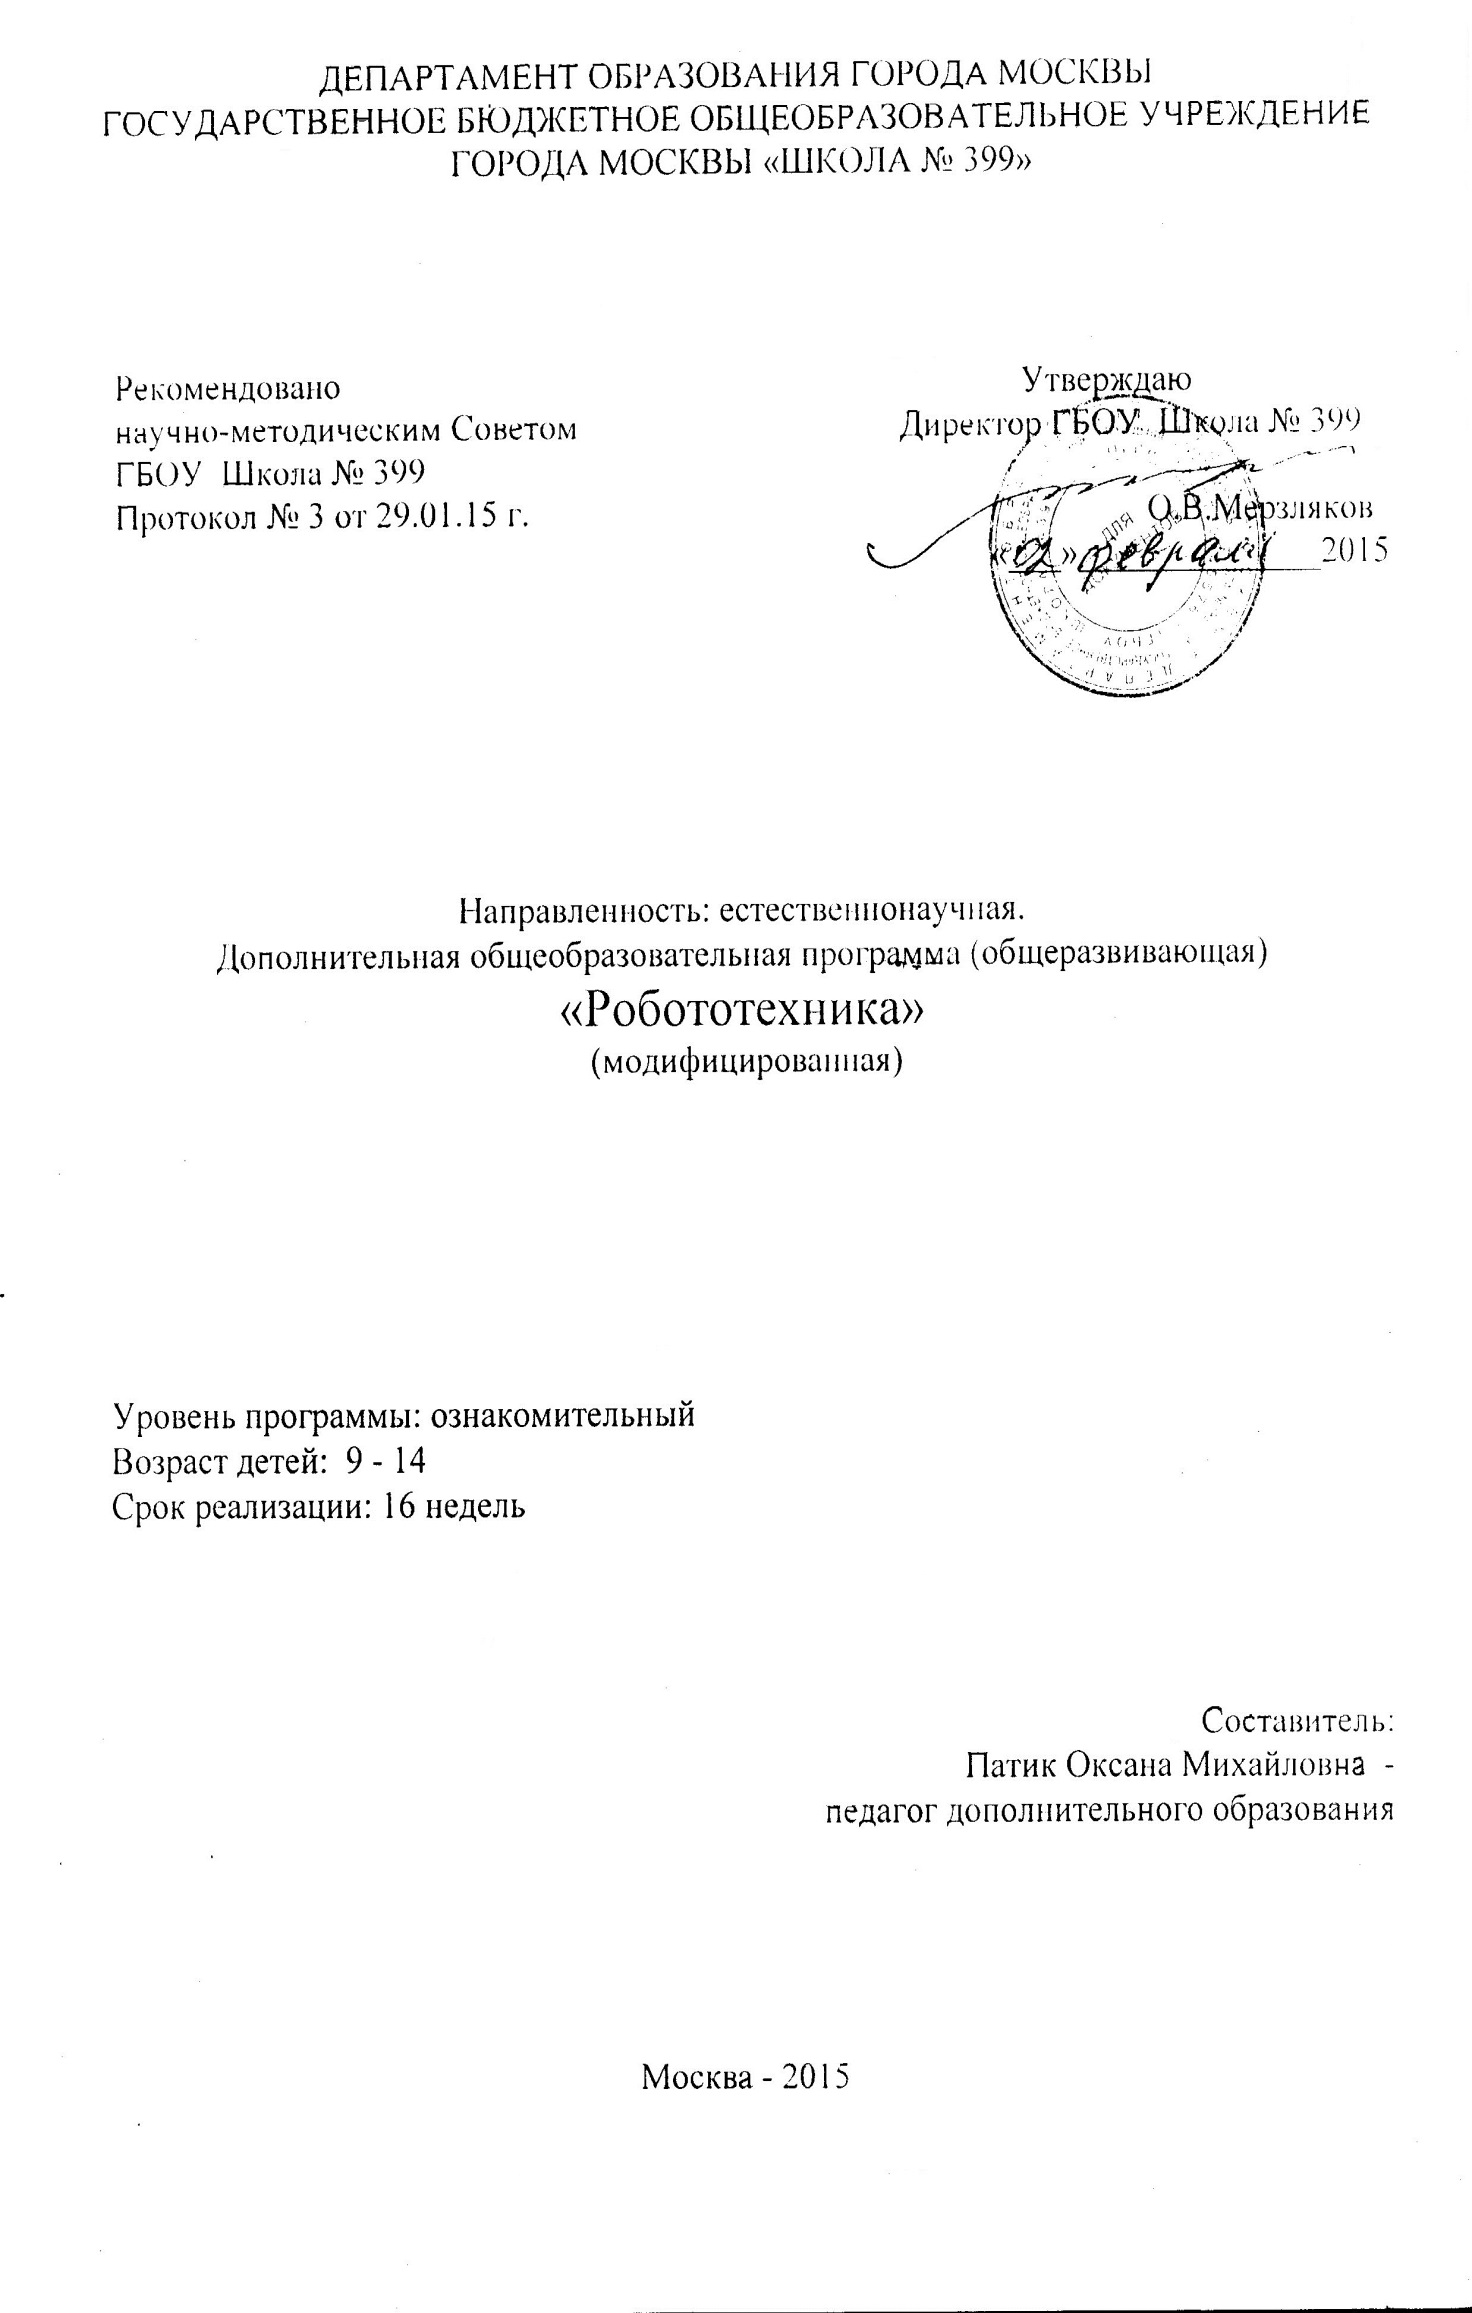 ДЕПАРТАМЕНТ ОБРАЗОВАНИЯ ГОРОДА МОСКВЫ
ГОСУДАРСТВЕННОЕ БЮДЖЕТНОЕ ОБЩЕОБРАЗОВАТЕЛЬНОЕ УЧРЕЖДЕНИЕ
ГОРОДА МОСКВЫ «ШКОЛА № 399»
Рекомендовано
научно-методическим Советом
ГБОУ Школа № 399
Протокол № 3 от 29.01.15 г.
Утверждаю
Директор ГБОУ Школа № 399
О.В.Мерзляков
«02» февраля 2015
ДЛЯ
Направленность: естественнонаучная.
Дополнительная общеобразовательная программа (общеразвивающая)
«Робототехника»
(модифицированная)
Уровень программы: ознакомительный
Возраст детей: 9 - 14
Срок реализации: 16 недель
Составитель:
Патик Оксана Михайловна -
педагог дополнительного образования
Москва - 2015